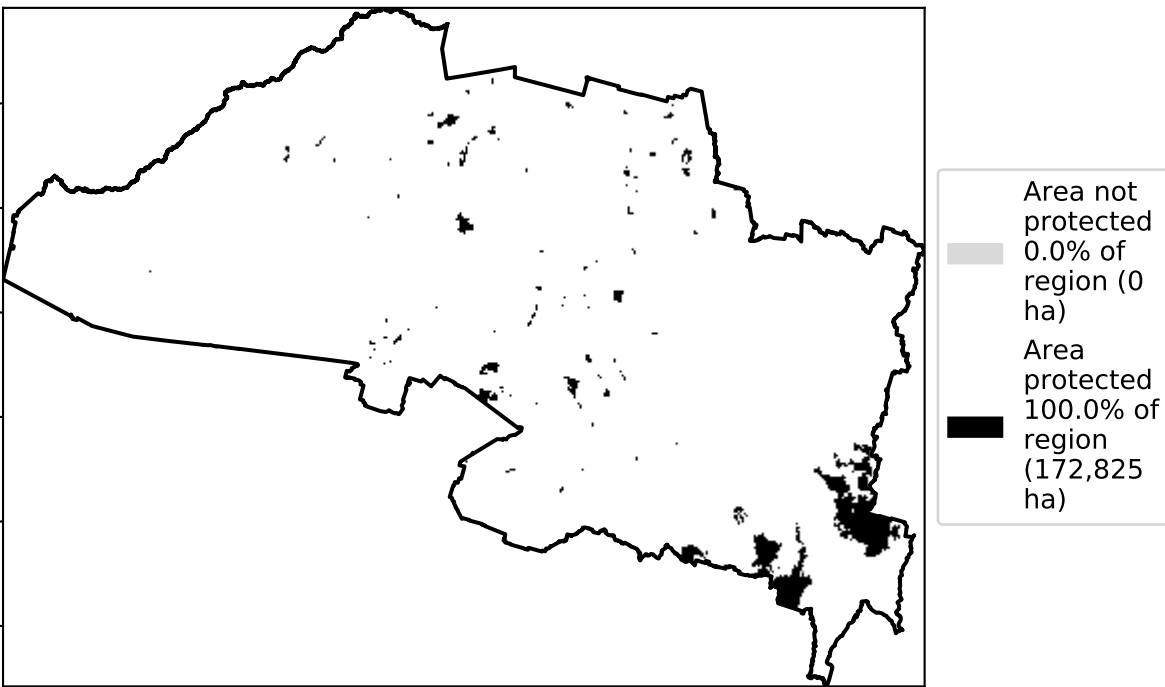 Area not
protected
0.0% of
region (0
ha)
Area
protected
100.0% of
region
(172,825
ha)